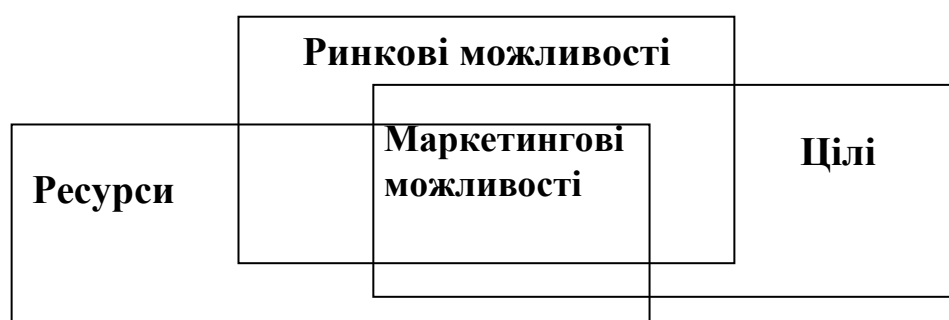 Ринкові можливості
Маркетингові
можливості
Цілі
Ресурси